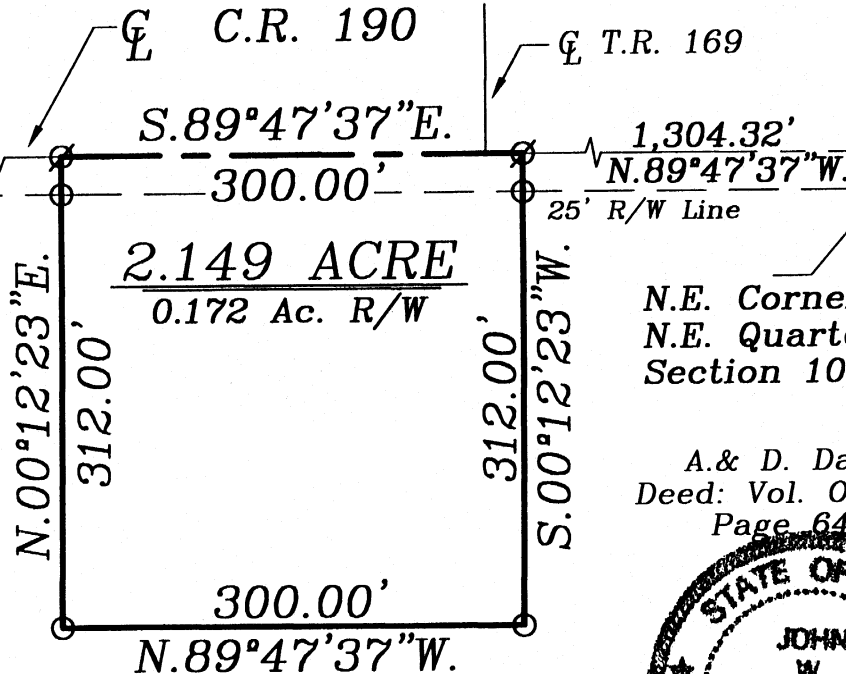 ℄ C.R. 190
℄ T.R. 169
S.89°47'37"E.
1,304.32'
N.89°47'37"W.
300.00'
25' R/W Line
2.149 ACRE
0.172 Ac. R/W
N.00°12'23"E.
312.00'
312.00'
S.00°12'23"W.
N.E. Corne
N.E. Quart
Section 10
A.& D. Da
Deed: Vol. O
Page 64
300.00'
N.89°47'37"W.
STATE OF
JOHN
W.